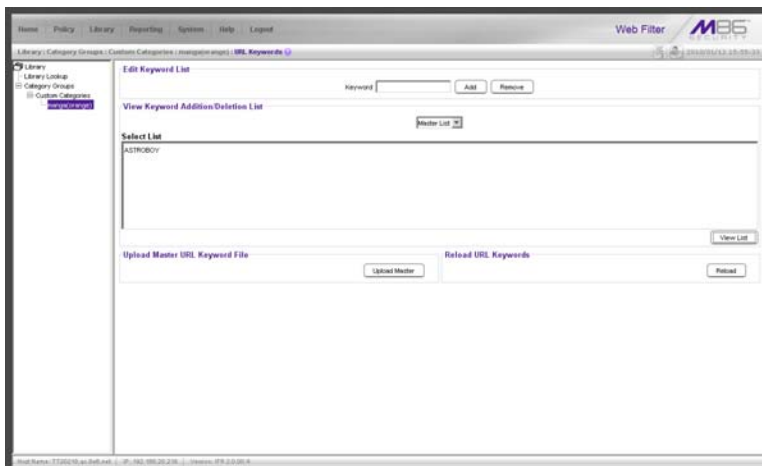 Home Policy Library Reporting System Help Logout
Web Filter
M86 SECURITY
Library : Category Groups : Custom Categories : manga(orange) : URL Keywords
Library
Library Lookup
Category Groups
Custom Categories
manga(orange)
Edit Keyword List
Keyword Add Remove
View Keyword Addition/Deletion List
Master List
Select List
ASTROBOY
View List
Upload Master URL Keyword File
Upload Master
Reload URL Keywords
Reload